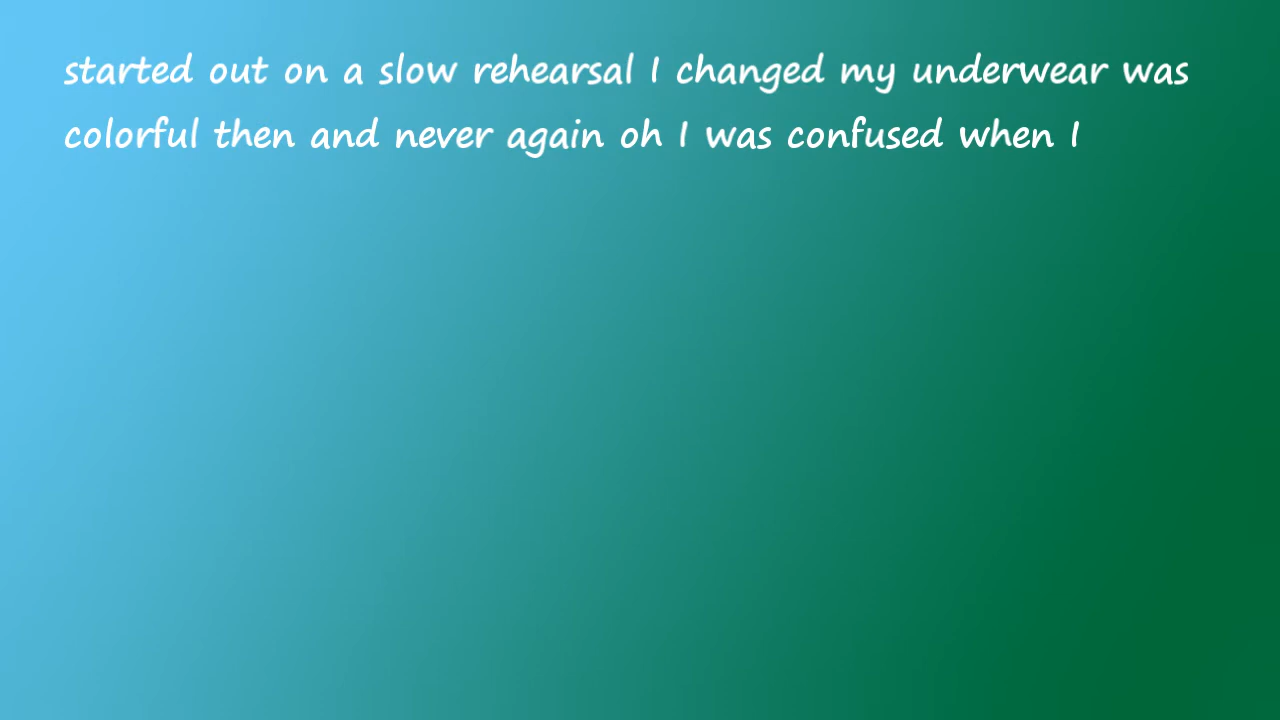 started out on a slow rehearsal I changed my underwear was
colorful then and never again oh I was confused when I